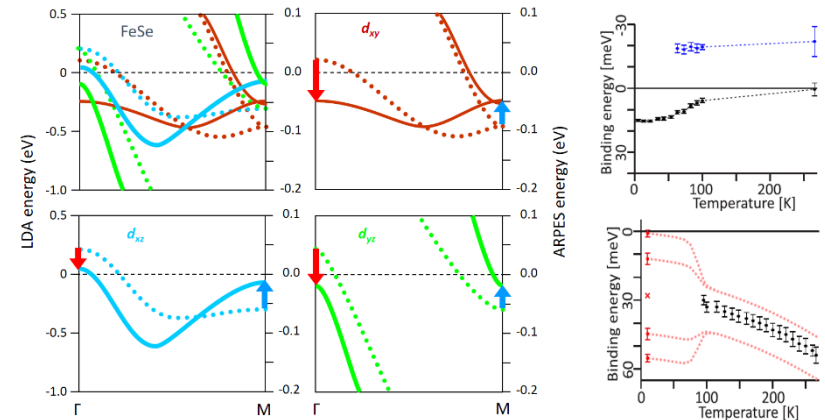 FeSe
d_xy
LDA energy (eV)
0.5
0
-0.5
-1.0
0.1
0.0
-0.1
-0.2
0.1
0.0
-0.1
-0.2
ARPES energy (eV)
d_xz
d_yz
0.5
0
-0.5
-1.0
0.1
0.0
-0.1
-0.2
0.1
0.0
-0.1
-0.2
Γ
M
Γ
M
Binding energy [meV]
-30
0
30
0
100
200
Temperature [K]
Binding energy [meV]
0
30
60
0
100
200
Temperature [K]